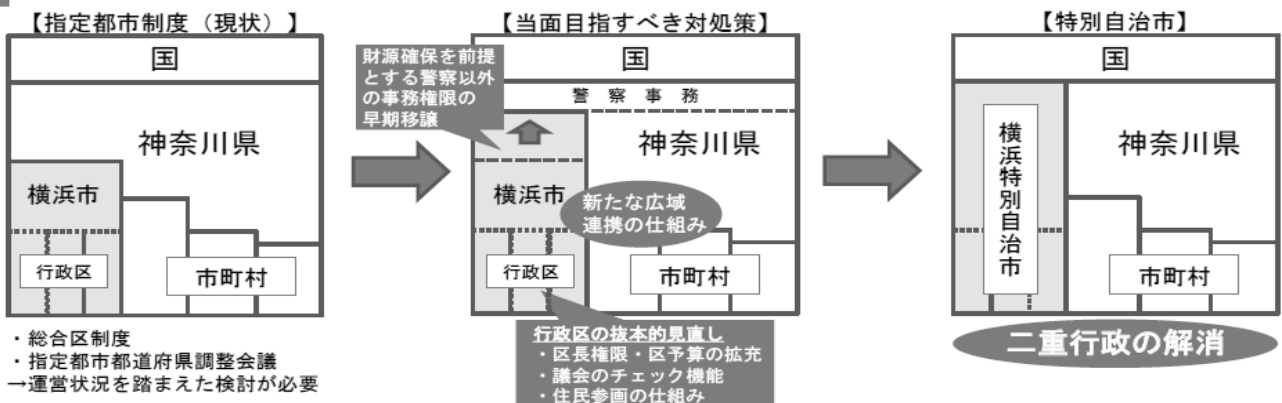 【指定都市制度（現状）】
国
神奈川県
横浜市
行政区
市町村
・総合区制度
・指定都市都道府県調整会議
→運営状況を踏まえた検討が必要
【当面目指すべき対処策】
国
財源確保を前提
とする警察以外
の事務権限の
早期移譲
警察事務
神奈川県
横浜市
新たな広域
連携の仕組み
行政区
市町村
行政区の抜本的見直し
・区長権限・区予算の拡充
・議会のチェック機能
・住民参画の仕組み
【特別自治市】
国
横浜特別自治市
神奈川県
市町村
二重行政の解消